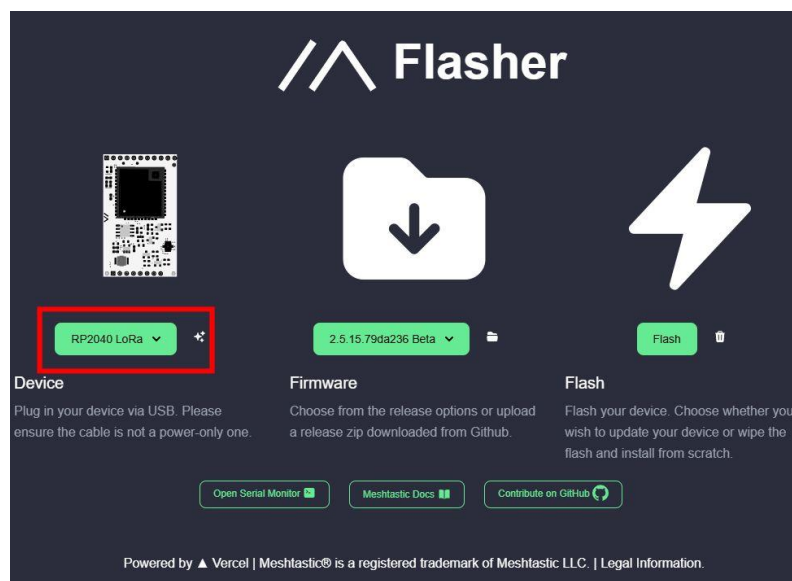 Flasher
RP2040 LoRa
2.5.15.79da236 Beta
Flash
Device
Plug in your device via USB. Please
ensure the cable is not a power-only one.
Firmware
Choose from the release options or upload
a release zip downloaded from Github.
Flash
Flash your device. Choose whether you
wish to update your device or wipe the
flash and install from scratch.
Open Serial Monitor
Meshtastic Docs
Contribute on GitHub
Powered by ▲ Vercel | Meshtastic® is a registered trademark of Meshtastic LLC. | Legal Information.